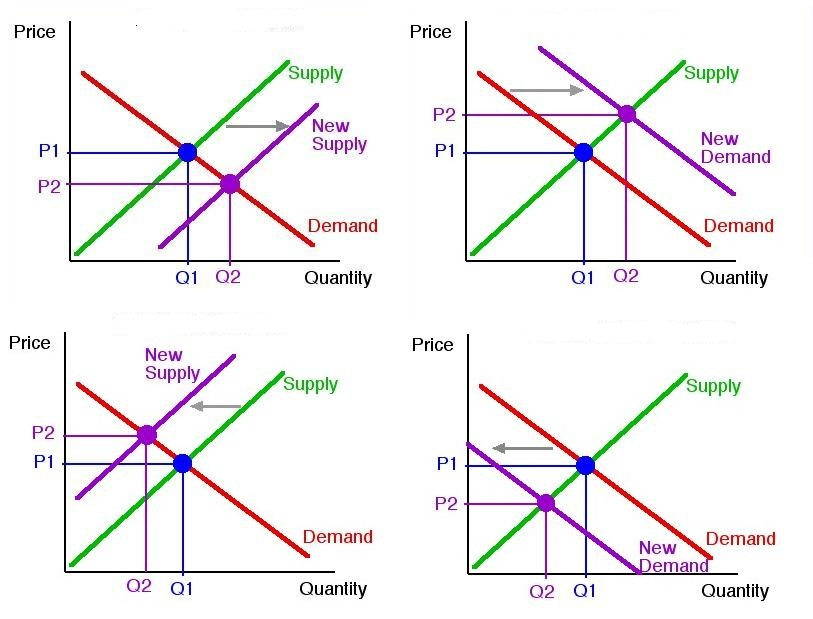 Price
Supply
New
Supply
P1
P2
Demand
Q1
Q2
Quantity
Price
Supply
P2
P1
New
Demand
Demand
Q1
Q2
Quantity
Price
New
Supply
Supply
P2
P1
Demand
Q2
Q1
Quantity
Price
Supply
P1
P2
Demand
New
Demand
Q2
Q1
Quantity